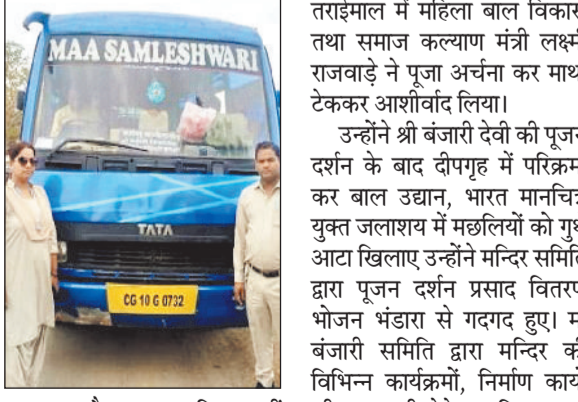 MAA SAMLESHWARI
TATA
CG 10 G 0732
तराईमाल में महिला बाल विकास
तथा समाज कल्याण मंत्री लक्ष्मी
राजवाड़े ने पूजा अर्चना कर माथा
टेककर आशीर्वाद लिया।
उन्होंने श्री बंजारी देवी की पूजन
दर्शन के बाद दीपगृह में परिक्रमा
कर बाल उद्यान, भारत मानचित्र
युक्त जलाशय में मछलियों को गुथे
आटा खिलाए उन्होंने मन्दिर समिति
द्वारा पूजन दर्शन प्रसाद वितरण
भोजन भंडारा से गदगद हुए। मां
बंजारी समिति द्वारा मन्दिर के
विभिन्न कार्यक्रमों, निर्माण कार्यों